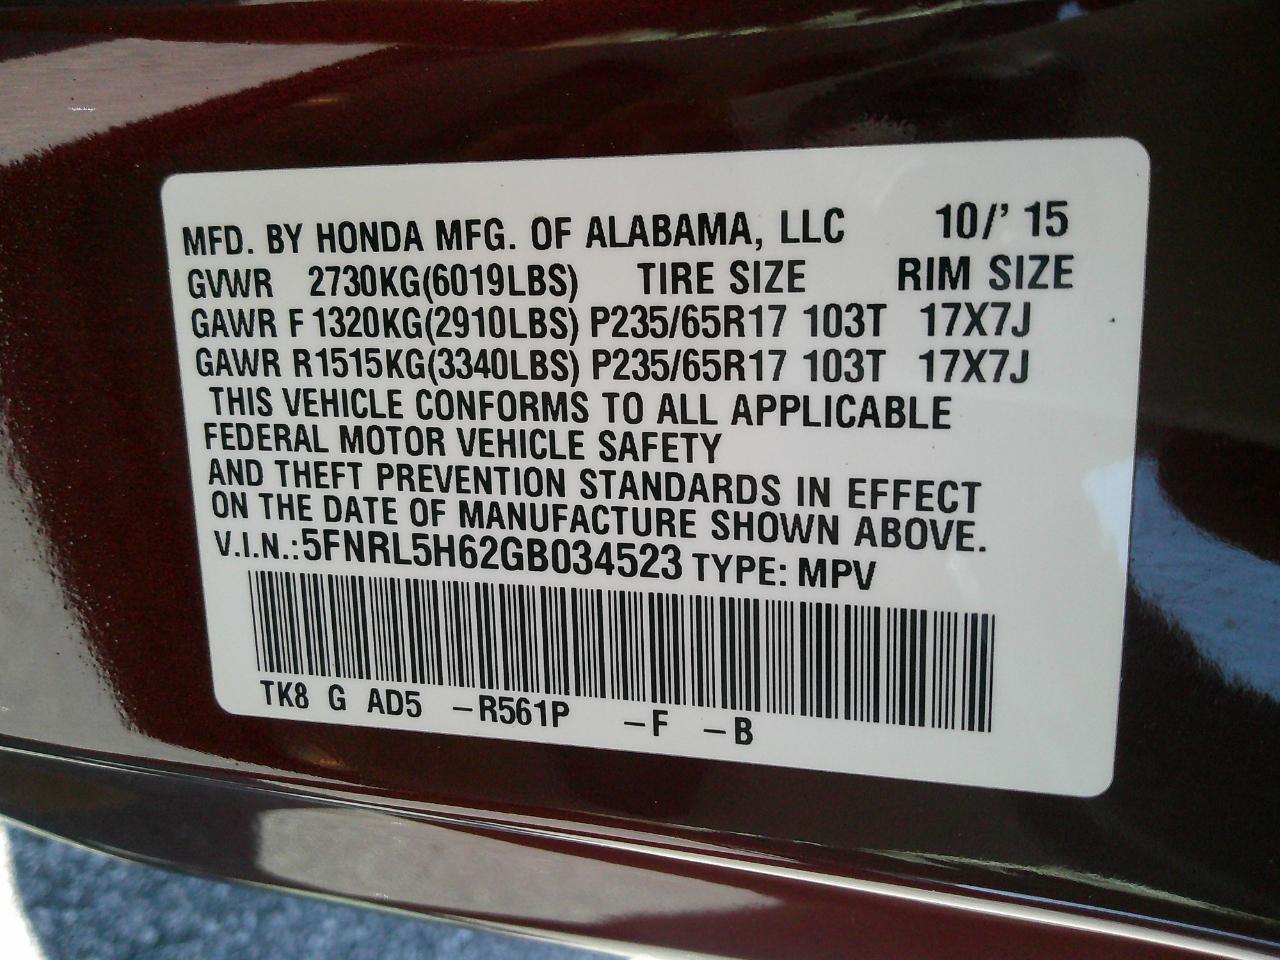 MFD. BY HONDA MFG. OF ALABAMA, LLC 10/' 15
GVWR 2730KG(6019LBS) TIRE SIZE RIM SIZE
GAWR F 1320KG(2910LBS) P235/65R17 103T 17X7J
GAWR R1515KG(3340LBS) P235/65R17 103T 17X7J
THIS VEHICLE CONFORMS TO ALL APPLICABLE
FEDERAL MOTOR VEHICLE SAFETY
AND THEFT PREVENTION STANDARDS IN EFFECT
ON THE DATE OF MANUFACTURE SHOWN ABOVE.
V.I.N.:5FNRL5H62GB034523 TYPE: MPV
TK8 G AD5 –R561P –F –B